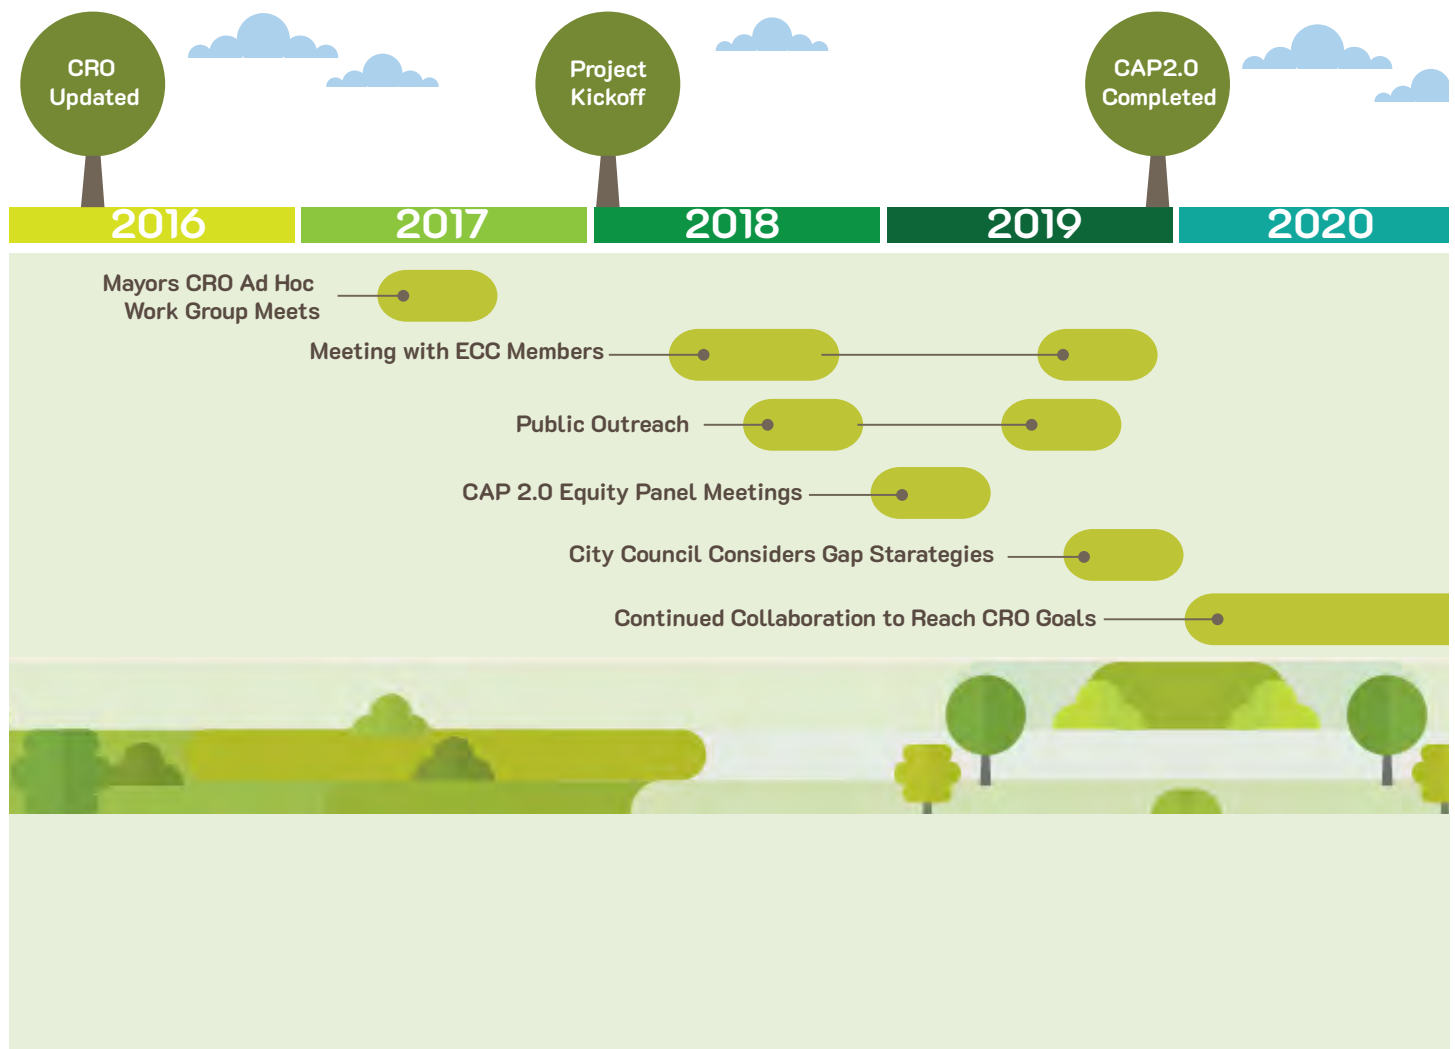 CRO
Updated
Project
Kickoff
CAP2.0
Completed
2016
2017
2018
2019
2020
Mayors CRO Ad Hoc
Work Group Meets
Meeting with ECC Members
Public Outreach
CAP 2.0 Equity Panel Meetings
City Council Considers Gap Starategies
Continued Collaboration to Reach CRO Goals